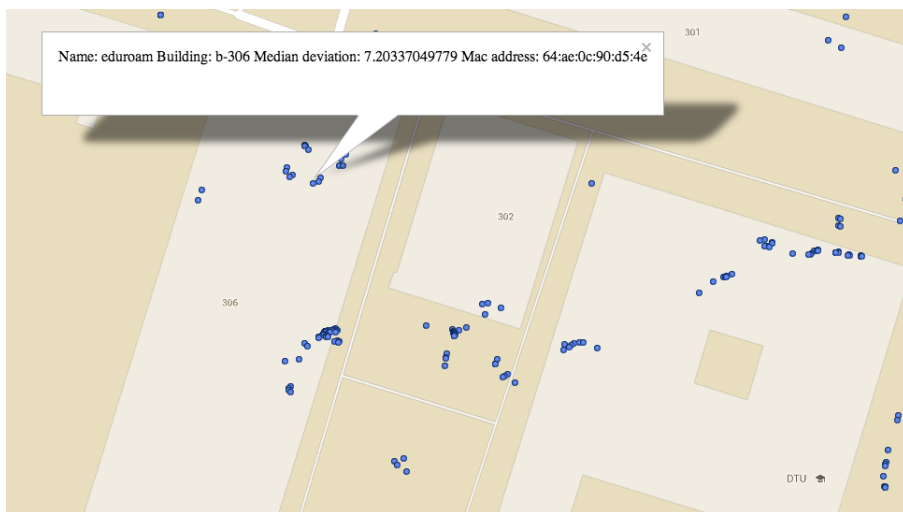 301
Name: eduroam Building: b-306 Median deviation: 7.20337049779 Mac address: 64:ae:0c:90:d5:4e
302
306
DTU